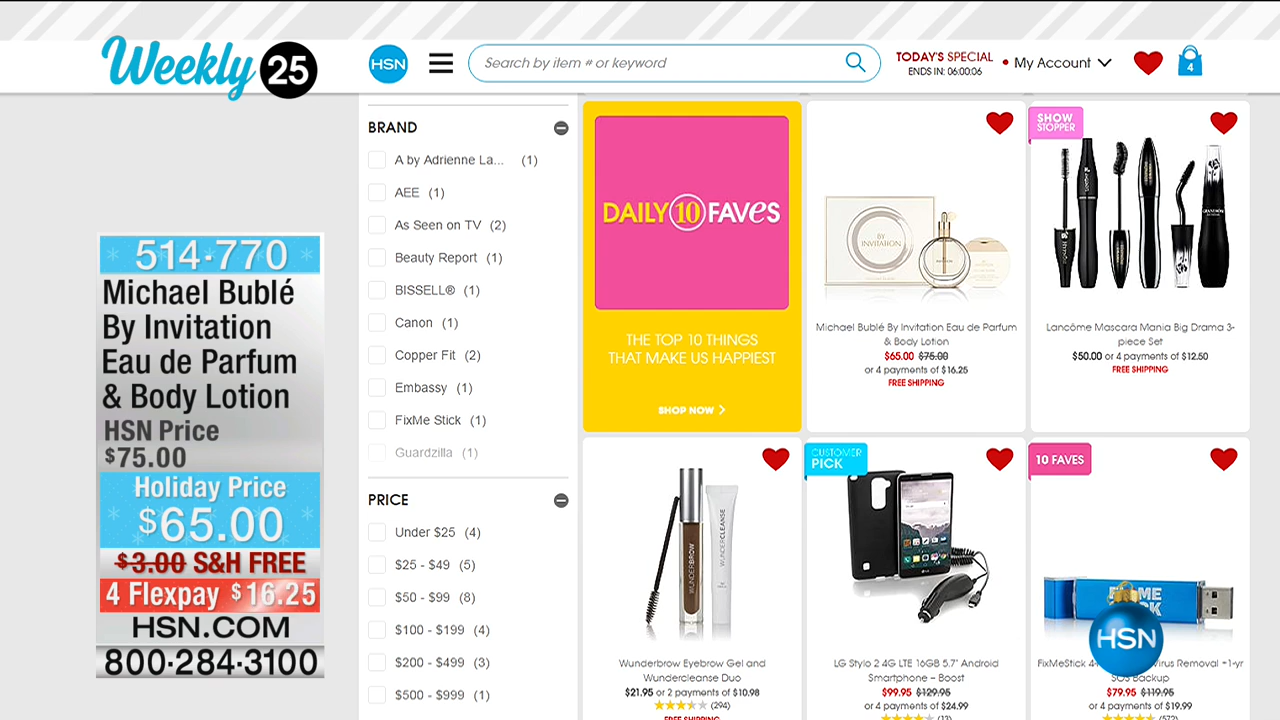 Weekly 25
HSN
Search by item # or keyword
TODAY'S SPECIAL
ENDS IN: 06:00:06
My Account
4
514·770
Michael Bublé
By Invitation
Eau de Parfum
& Body Lotion
HSN Price
$75.00
Holiday Price
$65.00
$3.00 S&H FREE
4 Flexpay $16.25
HSN.COM
800·284·3100
BRAND
A by Adrienne La... (1)
AEE (1)
As Seen on TV (2)
Beauty Report (1)
BISSELL® (1)
Canon (1)
Copper Fit (2)
Embassy (1)
FixMe Stick (1)
Guardzilla (1)
PRICE
Under $25 (4)
$25 - $49 (5)
$50 - $99 (8)
$100 - $199 (4)
$200 - $499 (3)
$500 - $999 (1)
DAILY 10 FAVES
THE TOP 10 THINGS
THAT MAKE US HAPPIEST
SHOP NOW
BY
INVITATION
Michael Bublé By Invitation Eau de Parfum
& Body Lotion
$65.00 $75.00
or 4 payments of $16.25
FREE SHIPPING
SHOW
STOPPER
Lancôme Mascara Mania Big Drama 3-
piece Set
$50.00 or 4 payments of $12.50
FREE SHIPPING
WUNDERBROW
WUNDERCLEANSE
Wunderbrow Eyebrow Gel and
Wundercleanse Duo
$21.95 or 2 payments of $10.98
(294)
FREE SHIPPING
CUSTOMER
PICK
LG Stylo 2 4G LTE 16GB 5.7" Android
Smartphone – Boost
$99.95 $129.95
or 4 payments of $24.99
(13)
10 FAVES
HSN
FixMeStick
Removal +1-yr
SOS Backup
$79.95 $119.95
or 4 payments of $19.99
(572)